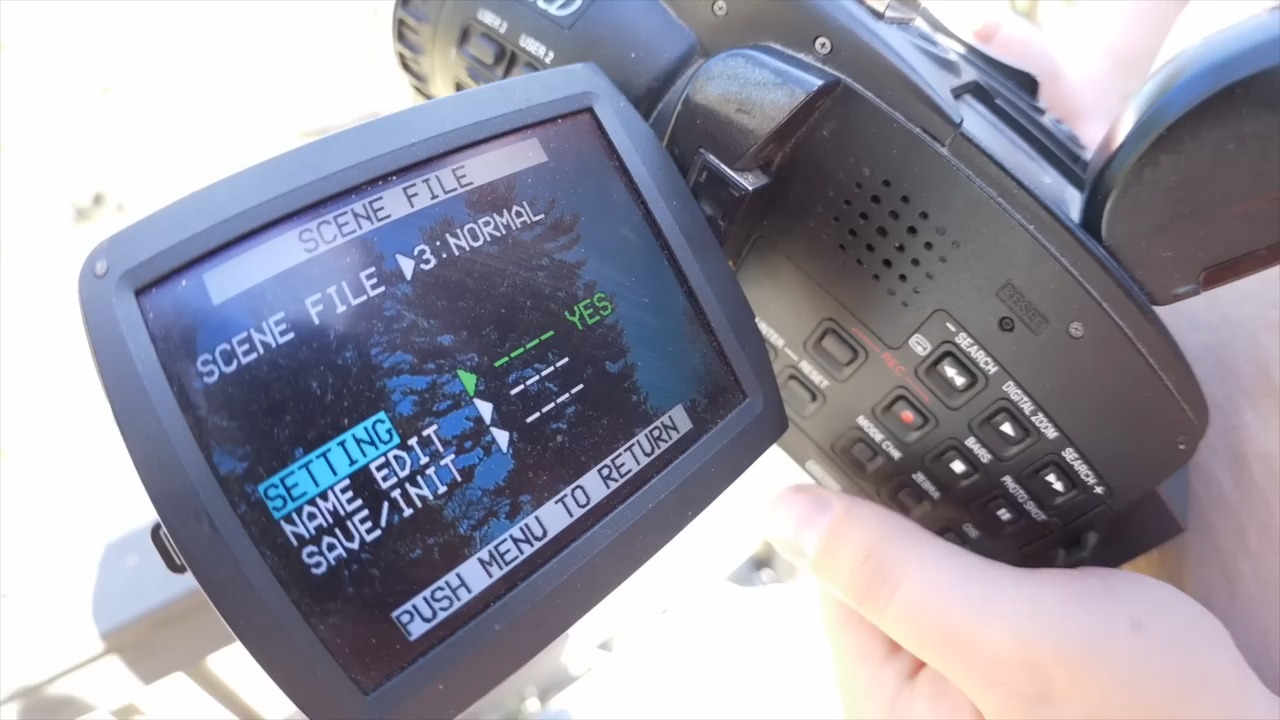 USER 1
USER 2
SCENE FILE
SCENE FILE ▶3:NORMAL
SETTING ▶---- YES
NAME EDIT ▶----
SAVE/INIT ▶----
PUSH MENU TO RETURN
RESET
— SEARCH
— RESET
REC
DIGITAL ZOOM
SEARCH +
MODE CHK
BARS
PHOTO SHOT
ZEBRA